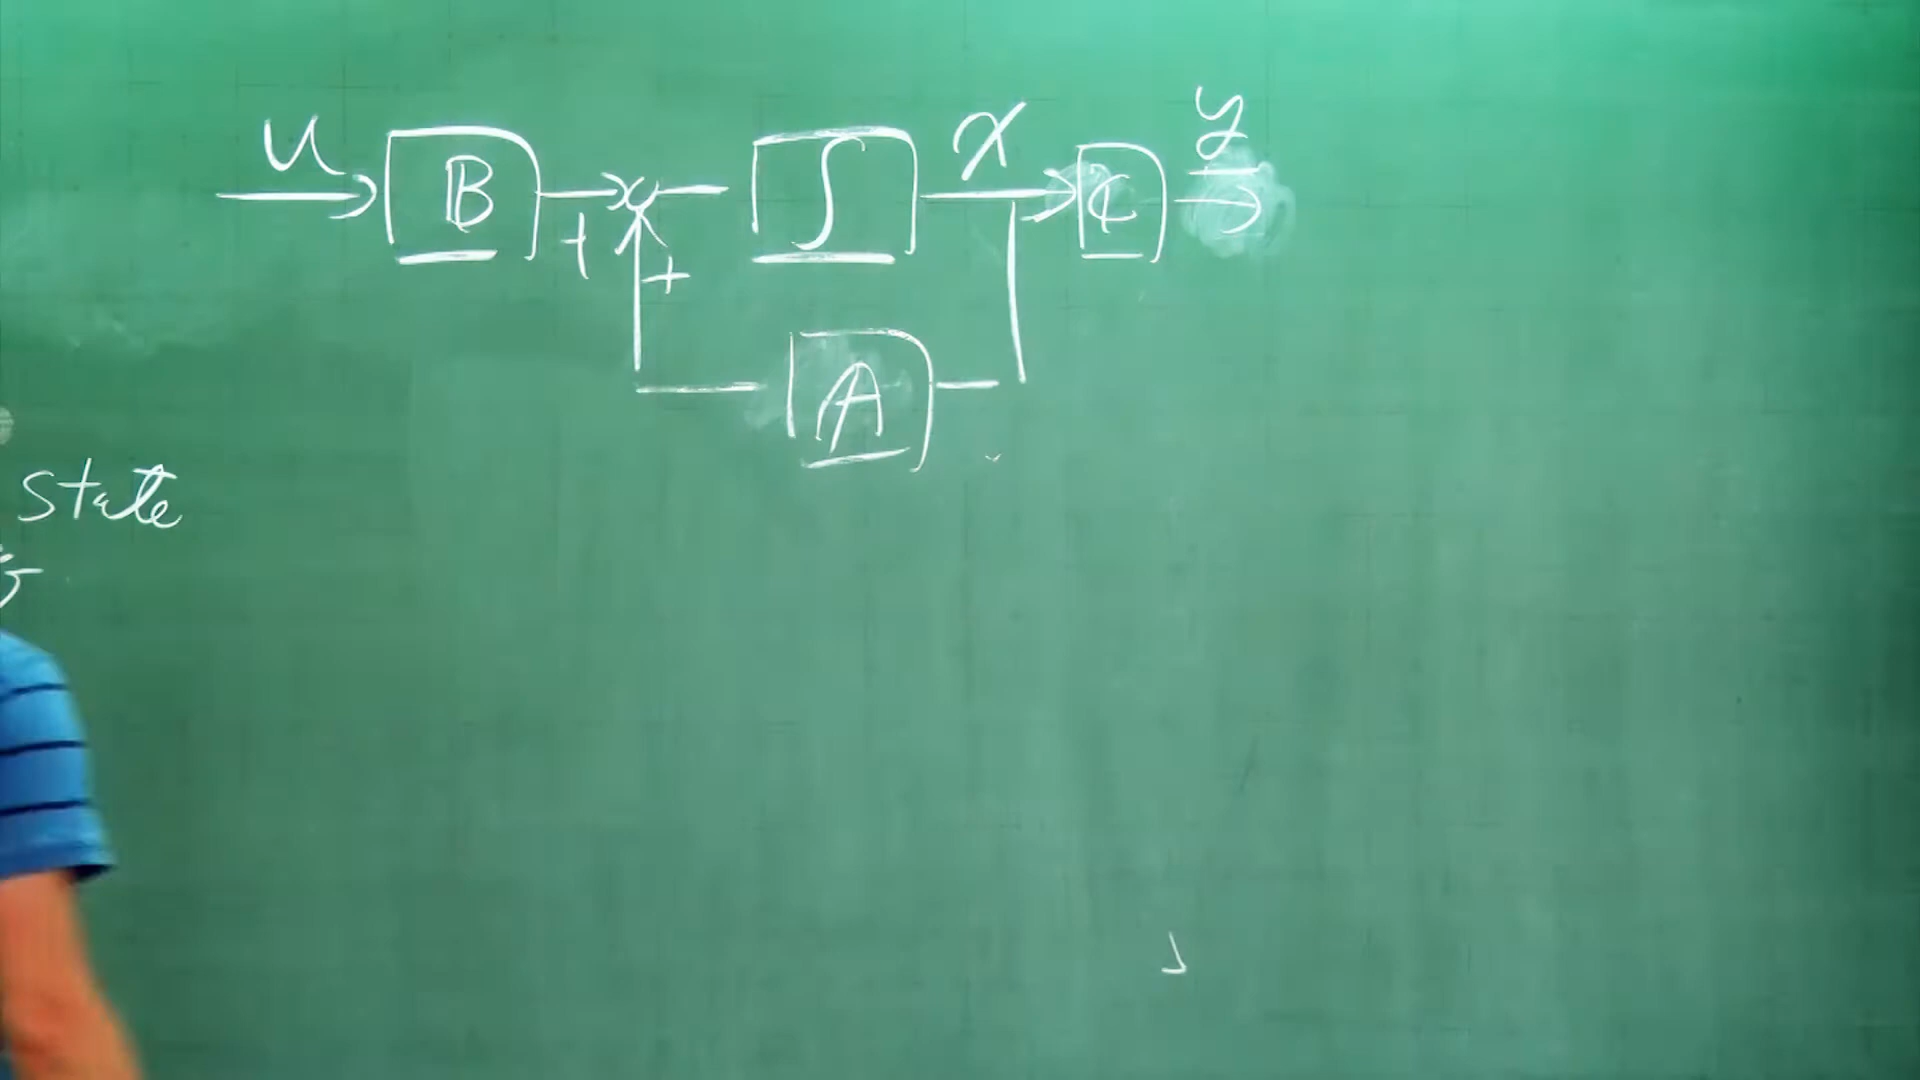 u B + + ∫ x C y
A
State